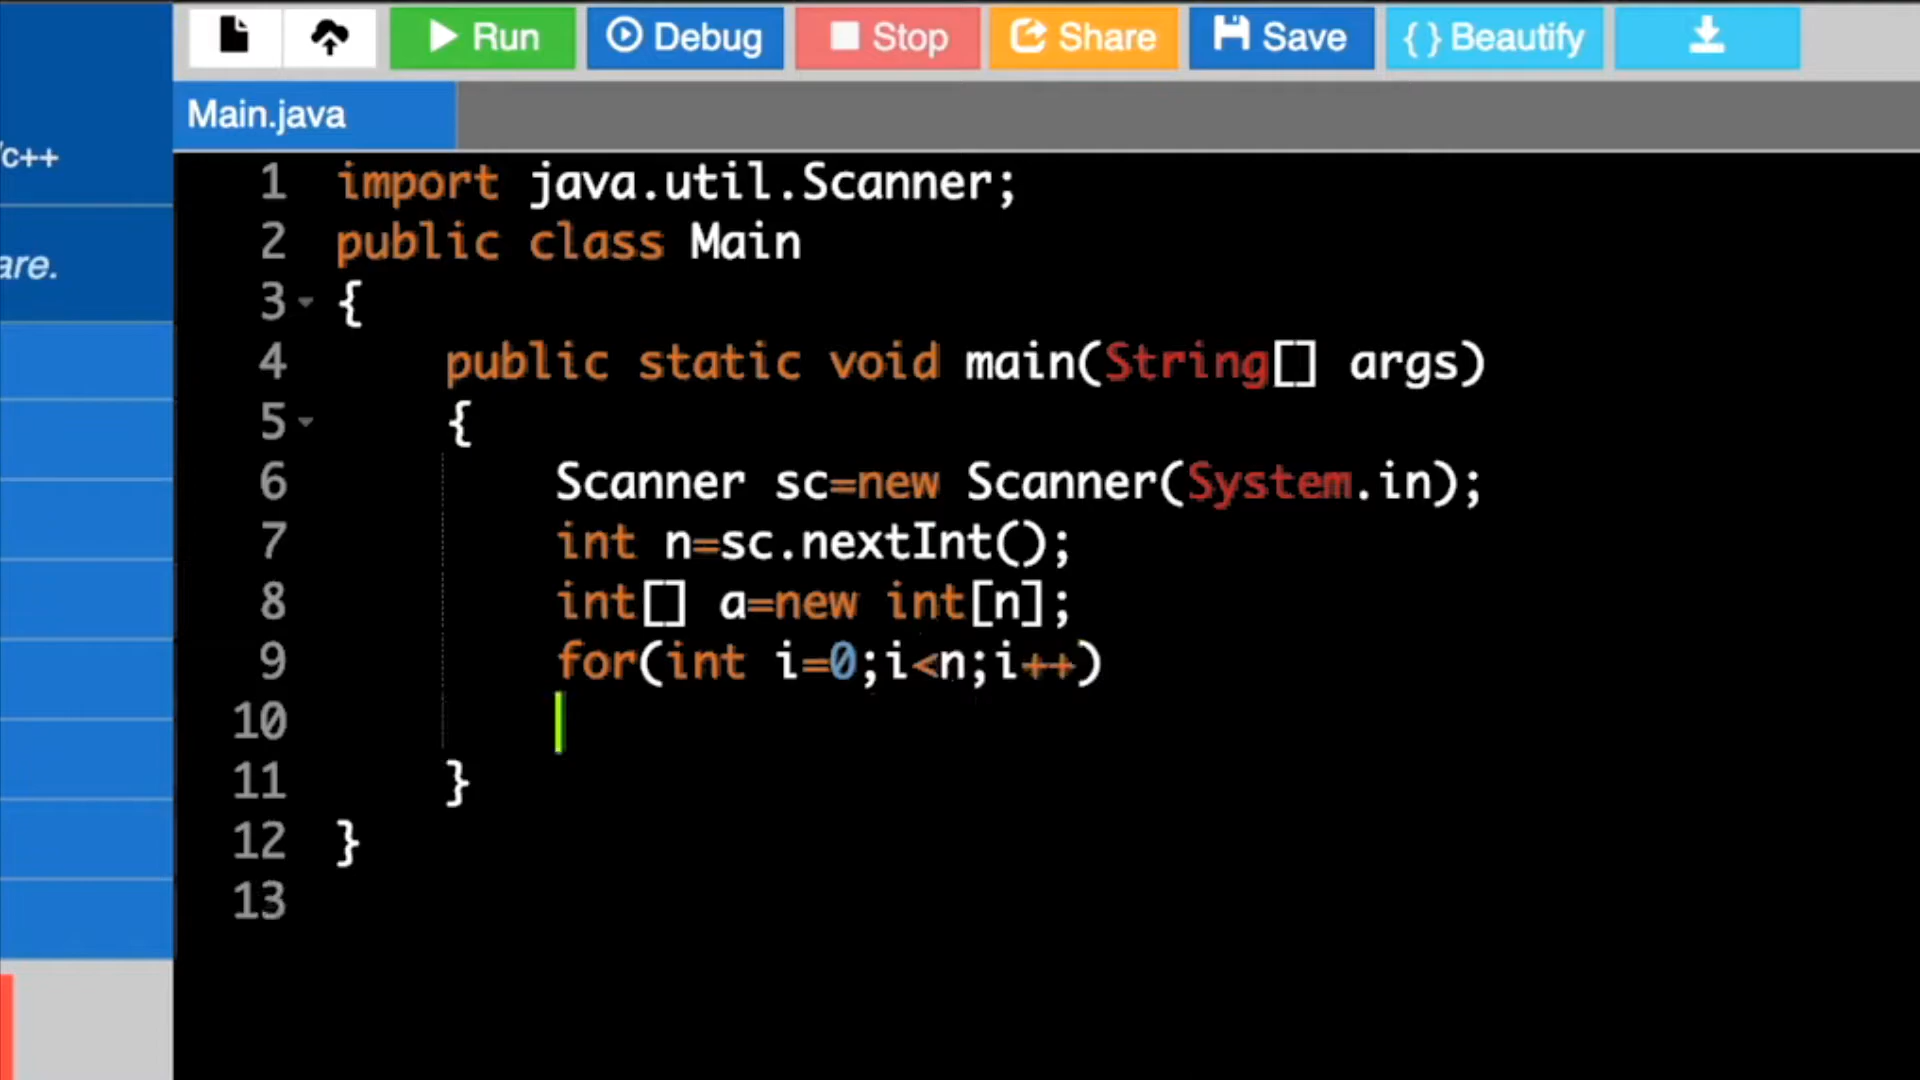 Run Debug Stop Share Save {} Beautify
Main.java
/c++
are.
1 import java.util.Scanner;
2 public class Main
3 {
4 public static void main(String[] args)
5 {
6 Scanner sc=new Scanner(System.in);
7 int n=sc.nextInt();
8 int[] a=new int[n];
9 for(int i=0;i<n;i++)
10
11 }
12 }
13